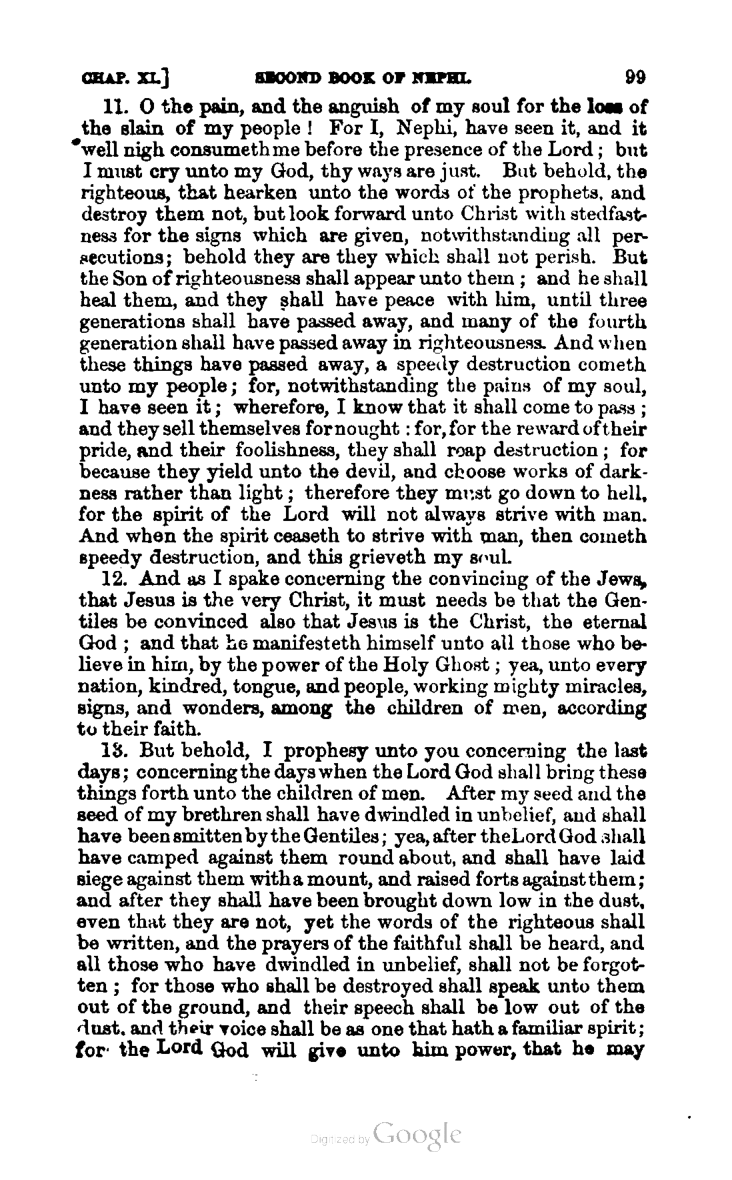 CHAP. XL]	SECOND BOOK OF NEPHI.	99
11. O the pain, and the anguish of my soul for the loss of
the slain of my people ! For I, Nephi, have seen it, and it
well nigh consumeth me before the presence of the Lord ; but
I must cry unto my God, thy ways are just. But behold, the
righteous, that hearken unto the words of the prophets, and
destroy them not, but look forward unto Christ with stedfast-
ness for the signs which are given, notwithstanding all per-
secutions; behold they are they which shall not perish. But
the Son of righteousness shall appear unto them ; and he shall
heal them, and they shall have peace with him, until three
generations shall have passed away, and many of the fourth
generation shall have passed away in righteousness. And when
these things have passed away, a speedy destruction cometh
unto my people ; for, notwithstanding the pains of my soul,
I have seen it ; wherefore, I know that it shall come to pass ;
and they sell themselves for nought : for, for the reward of their
pride, and their foolishness, they shall reap destruction ; for
because they yield unto the devil, and choose works of dark-
ness rather than light ; therefore they must go down to hell,
for the spirit of the Lord will not always strive with man.
And when the spirit ceaseth to strive with man, then cometh
speedy destruction, and this grieveth my soul.
12. And as I spake concerning the convincing of the Jews,
that Jesus is the very Christ, it must needs be that the Gen-
tiles be convinced also that Jesus is the Christ, the eternal
God ; and that he manifesteth himself unto all those who be-
lieve in him, by the power of the Holy Ghost ; yea, unto every
nation, kindred, tongue, and people, working mighty miracles,
signs, and wonders, among the children of men, according
to their faith.
13. But behold, I prophesy unto you concerning the last
days ; concerning the days when the Lord God shall bring these
things forth unto the children of men. After my seed and the
seed of my brethren shall have dwindled in unbelief, and shall
have been smitten by the Gentiles ; yea, after the Lord God shall
have camped against them round about, and shall have laid
siege against them with a mount, and raised forts against them ;
and after they shall have been brought down low in the dust,
even that they are not, yet the words of the righteous shall
be written, and the prayers of the faithful shall be heard, and
all those who have dwindled in unbelief, shall not be forgot-
ten ; for those who shall be destroyed shall speak unto them
out of the ground, and their speech shall be low out of the
dust, and their voice shall be as one that hath a familiar spirit ;
for the Lord God will give unto him power, that he may
Digitized by Google